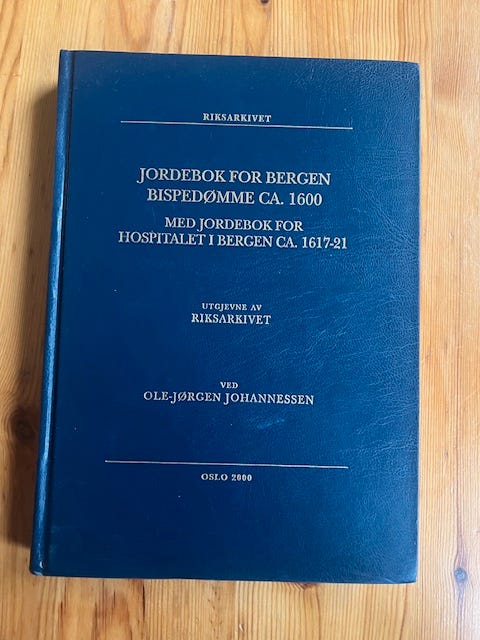 RIKSARKIVET
JORDEBOK FOR BERGEN
BISPEDØMME CA. 1600
MED JORDEBOK FOR
HOSPITALET I BERGEN CA. 1617-21
UTGJEVNE AV
RIKSARKIVET
VED
OLE-JØRGEN JOHANNESSEN
OSLO 2000